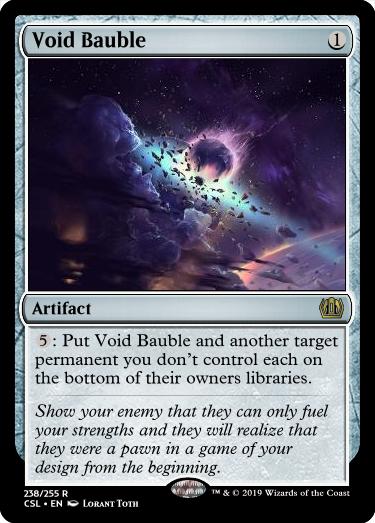 Void Bauble 1
Artifact
5 : Put Void Bauble and another target
permanent you don't control each on
the bottom of their owners libraries.
Show your enemy that they can only fuel
your strengths and they will realize that
they were a pawn in a game of your
design from the beginning.
238/255 R
CSL • EN Lorant Toth ™ & © 2019 Wizards of the Coast